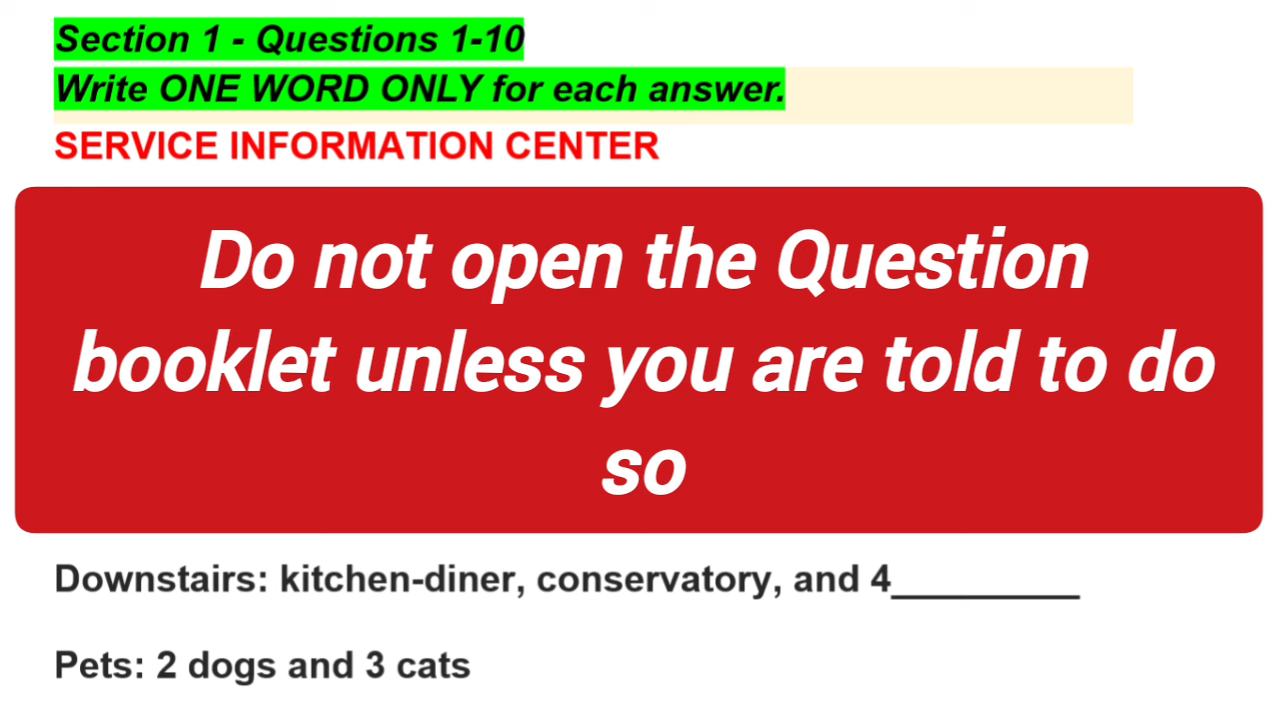 Section 1 - Questions 1-10
Write ONE WORD ONLY for each answer.
SERVICE INFORMATION CENTER
Do not open the Question
booklet unless you are told to do
so
Downstairs: kitchen-diner, conservatory, and 4_________
Pets: 2 dogs and 3 cats